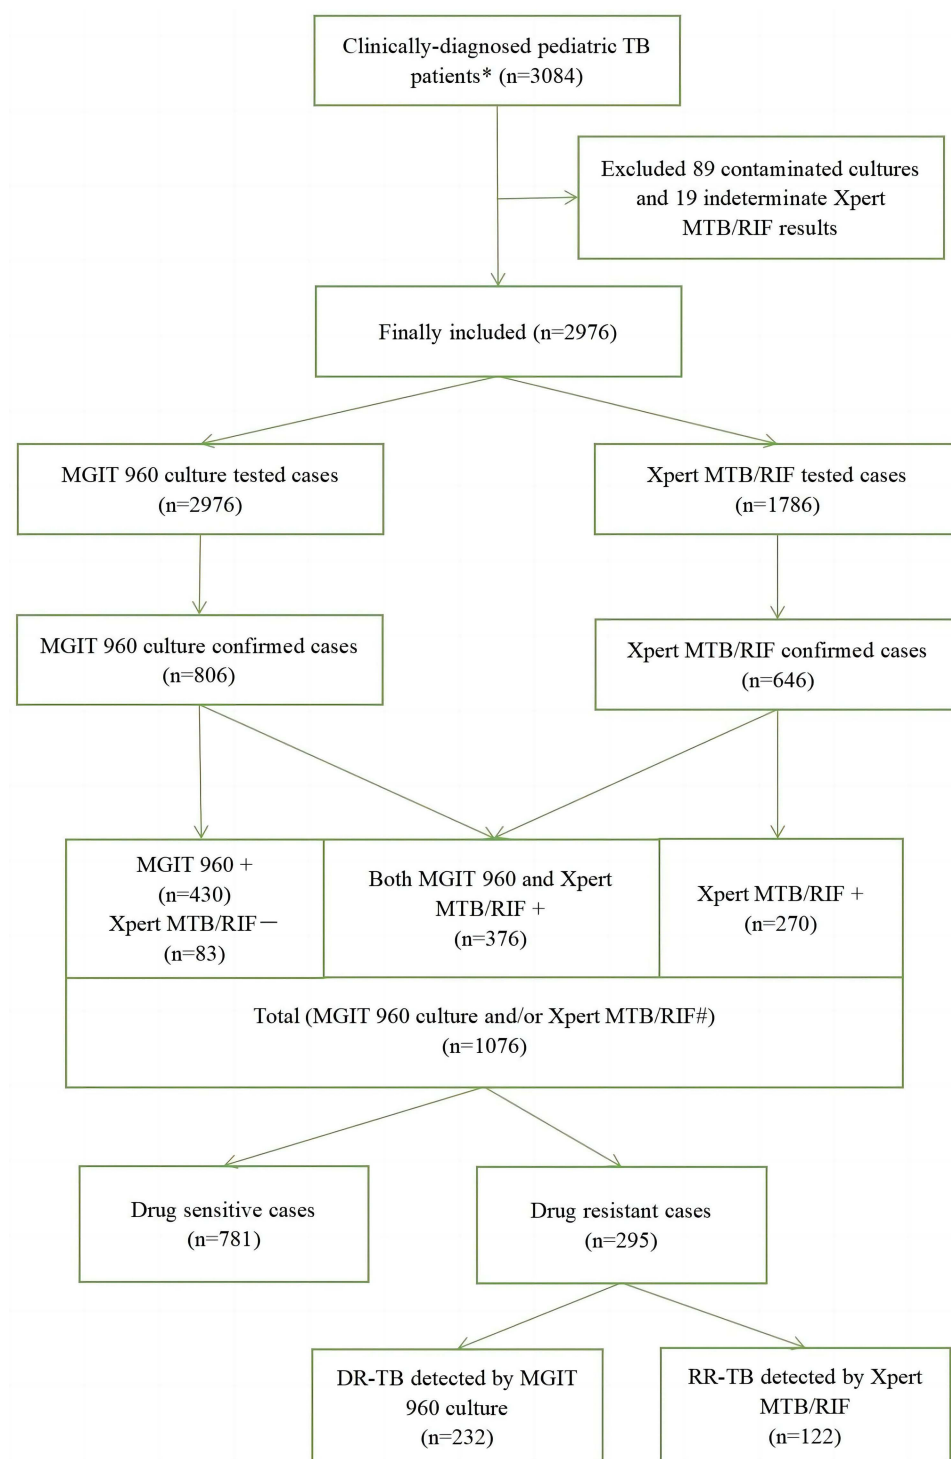 Clinically-diagnosed pediatric TB
patients* (n=3084)
Excluded 89 contaminated cultures
and 19 indeterminate Xpert
MTB/RIF results
Finally included (n=2976)
MGIT 960 culture tested cases
(n=2976)
Xpert MTB/RIF tested cases
(n=1786)
MGIT 960 culture confirmed cases
(n=806)
Xpert MTB/RIF confirmed cases
(n=646)
MGIT 960 +
(n=430)
Xpert MTB/RIF－
(n=83)
Both MGIT 960 and Xpert
MTB/RIF +
(n=376)
Xpert MTB/RIF +
(n=270)
Total (MGIT 960 culture and/or Xpert MTB/RIF#)
(n=1076)
Drug sensitive cases
(n=781)
Drug resistant cases
(n=295)
DR-TB detected by MGIT
960 culture
(n=232)
RR-TB detected by Xpert
MTB/RIF
(n=122)